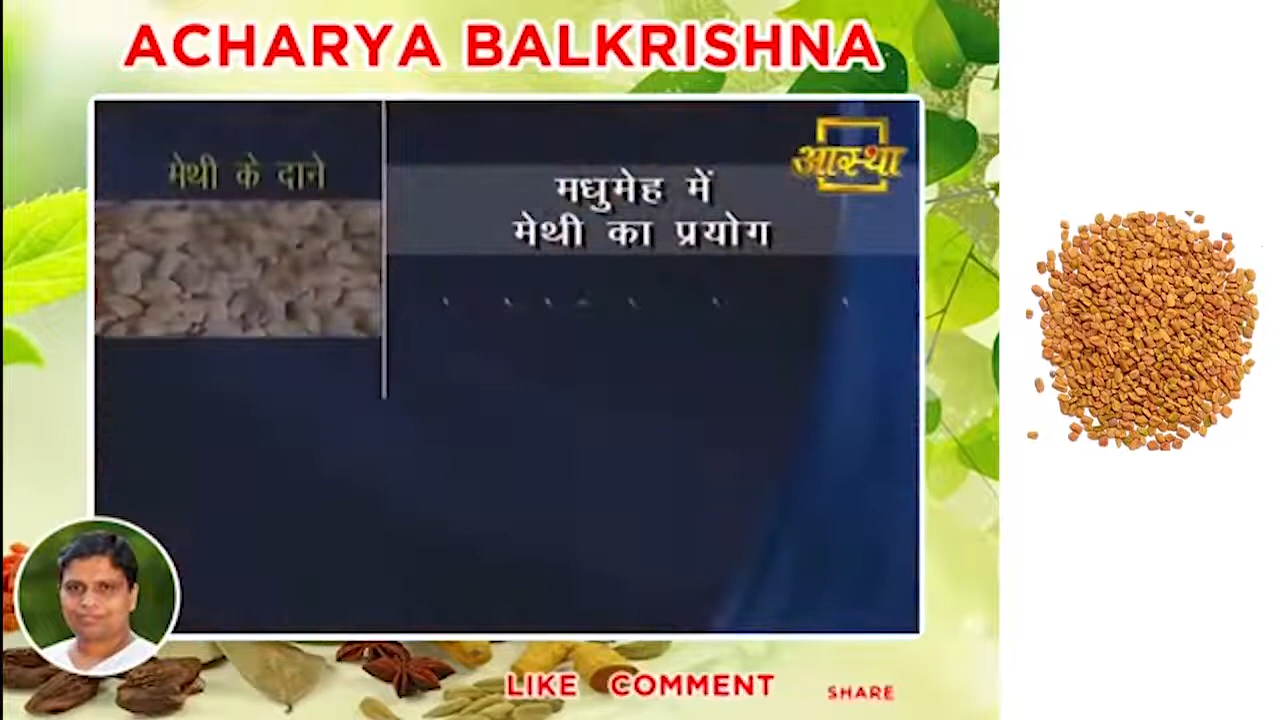 ACHARYA BALKRISHNA
आस्था
मेथी के दाने
मधुमेह में
मेथी का प्रयोग
LIKE COMMENT SHARE